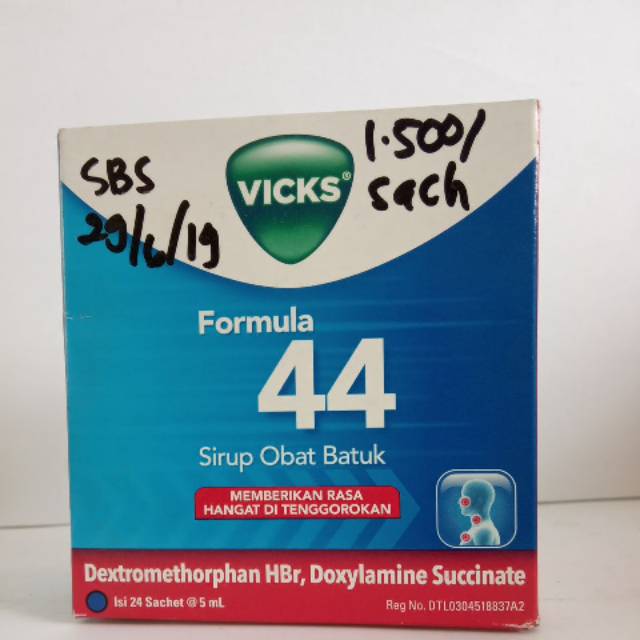 SBS
29/6/19
VICKS®
1.500/
sach
Formula
44
Sirup Obat Batuk
MEMBERIKAN RASA
HANGAT DI TENGGOROKAN
Dextromethorphan HBr, Doxylamine Succinate
Isi 24 Sachet @ 5 mL
Reg No. DTL0304518837A2